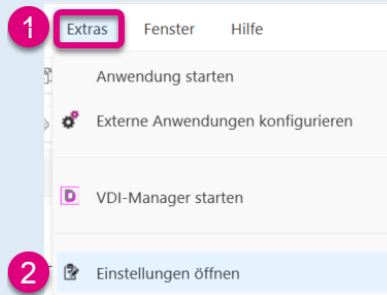 1 Extras Fenster Hilfe
Anwendung starten
Externe Anwendungen konfigurieren
D VDI-Manager starten
2 Einstellungen öffnen